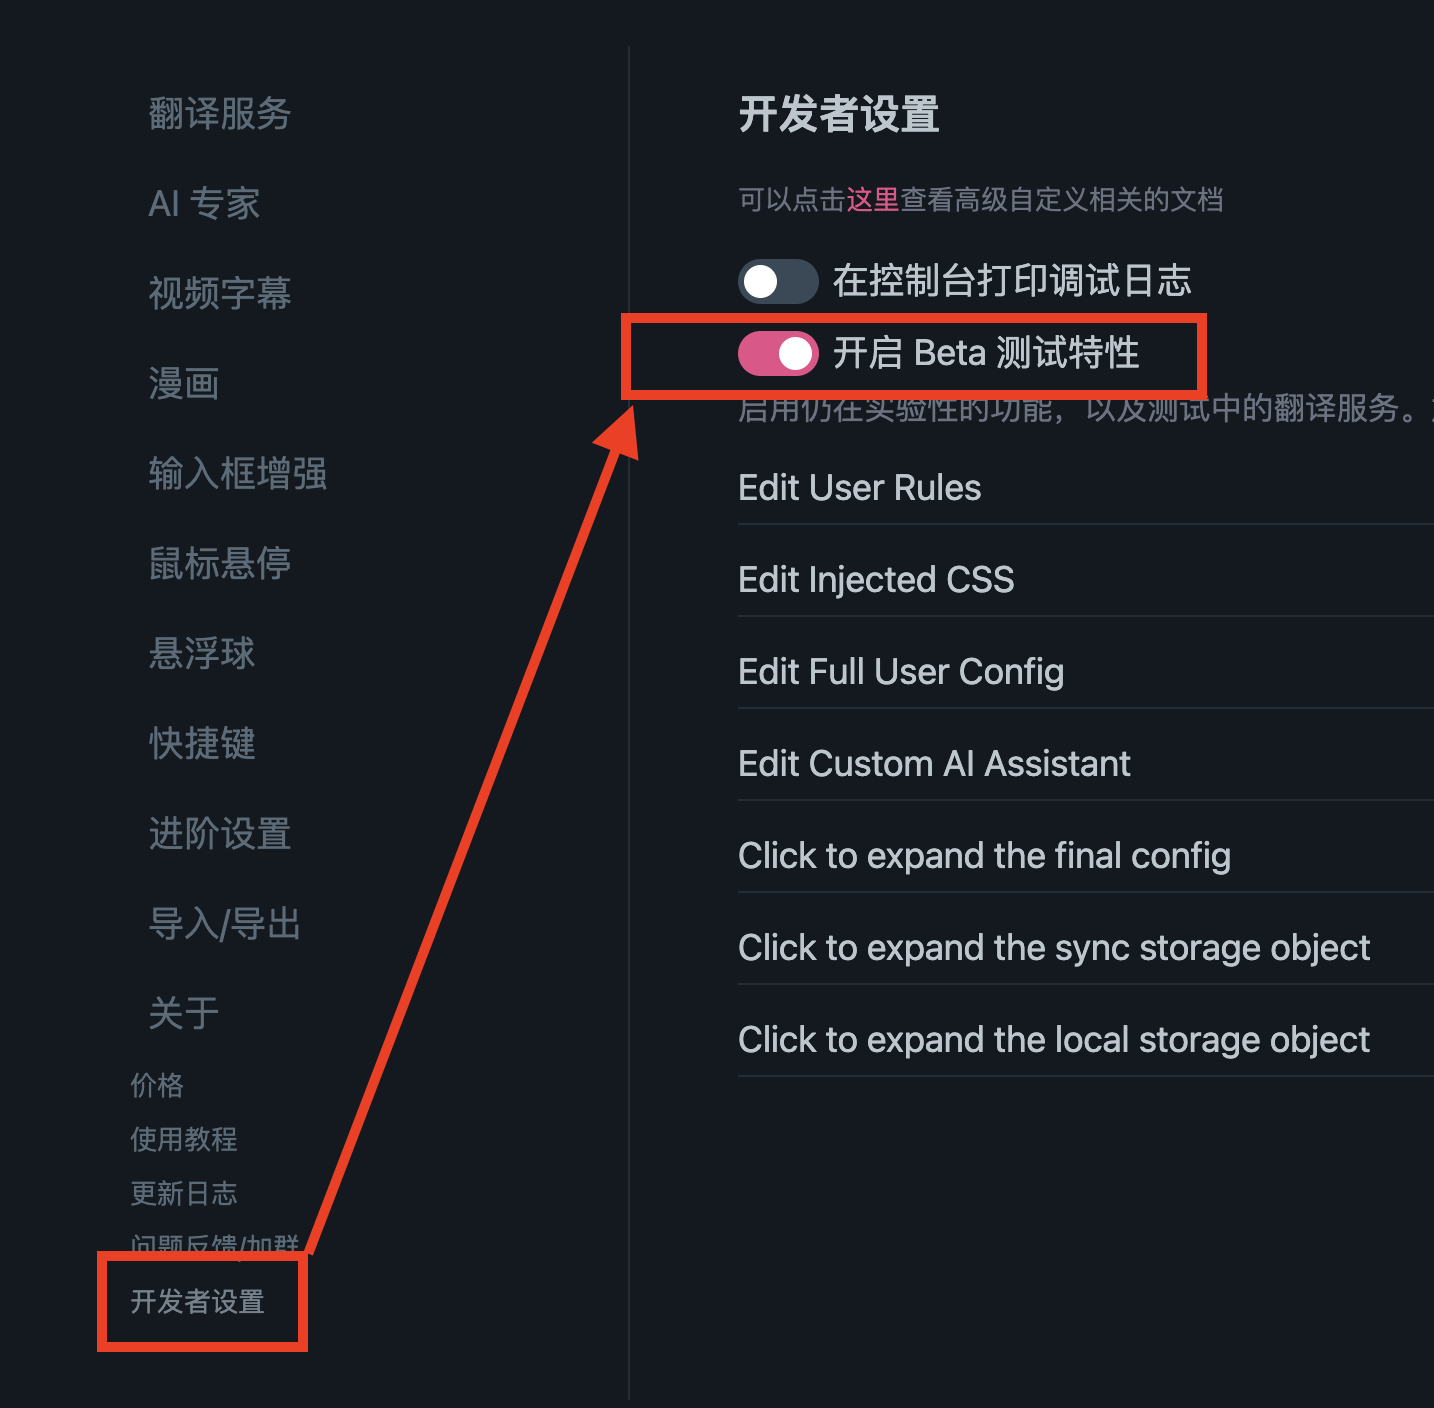 翻译服务
AI 专家
视频字幕
漫画
输入框增强
鼠标悬停
悬浮球
快捷键
进阶设置
导入/导出
关于
价格
使用教程
更新日志
问题反馈/加群
开发者设置
开发者设置
可以点击这里查看高级自定义相关的文档
在控制台打印调试日志
开启 Beta 测试特性
启用仍在实验性的功能，以及测试中的翻译服务。
Edit User Rules
Edit Injected CSS
Edit Full User Config
Edit Custom AI Assistant
Click to expand the final config
Click to expand the sync storage object
Click to expand the local storage object